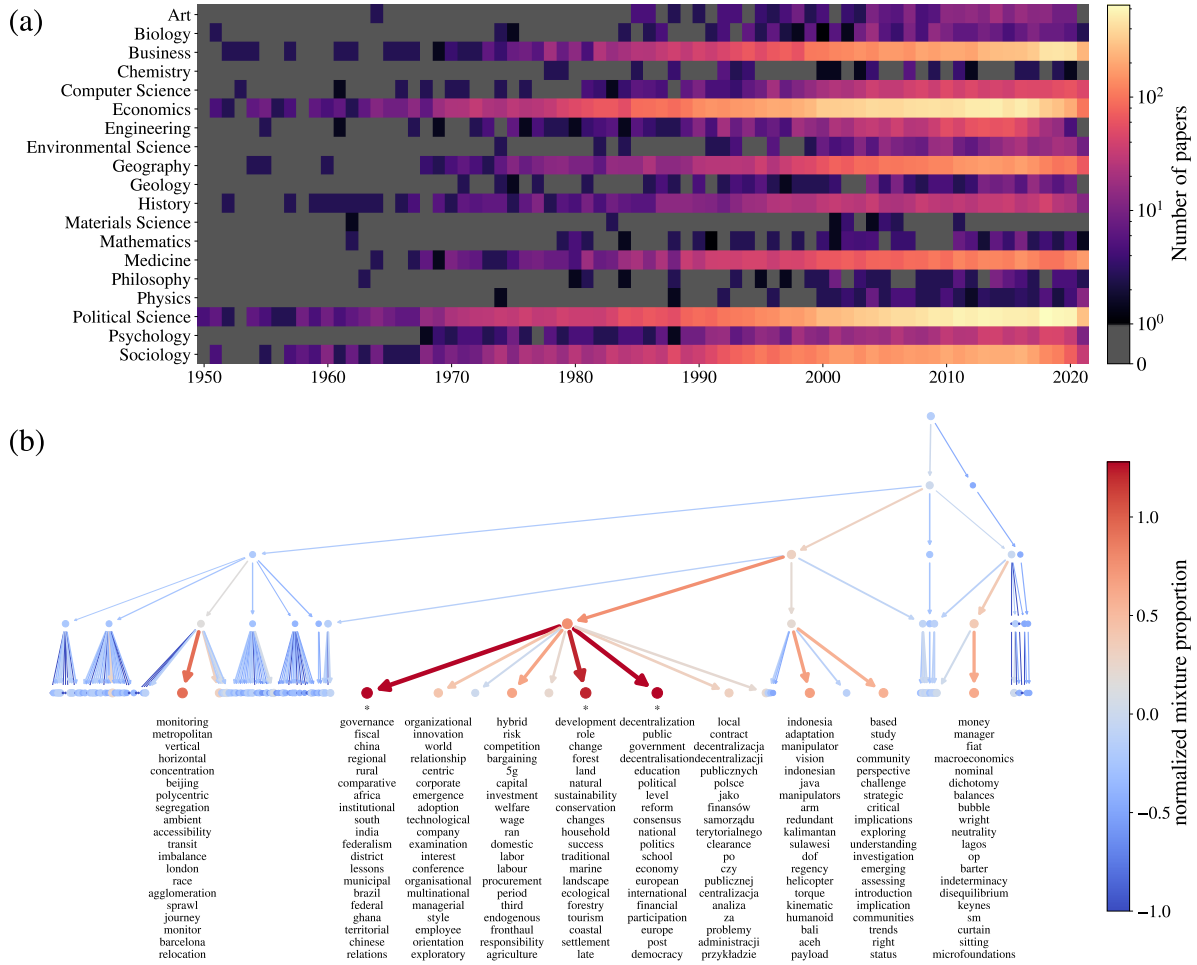 (a)
Art
Biology
Business
Chemistry
Computer Science
Economics
Engineering
Environmental Science
Geography
Geology
History
Materials Science
Mathematics
Medicine
Philosophy
Physics
Political Science
Psychology
Sociology
1950 1960 1970 1980 1990 2000 2010 2020
10²
10¹
10⁰
0
Number of papers
(b)
1.0
0.5
0.0
−0.5
−1.0
normalized mixture proportion
* * *
monitoring governance organizational hybrid development decentralization local indonesia based money
metropolitan fiscal innovation risk role public contract adaptation study manager
vertical china world competition change government decentralizacja manipulator case fiat
horizontal regional relationship bargaining forest decentralisation decentralizacji vision community macroeconomics
concentration rural centric 5g land education publicznych indonesian perspective nominal
beijing comparative corporate capital natural political polsce java challenge dichotomy
polycentric africa emergence investment sustainability level jako manipulators strategic balances
segregation institutional adoption welfare conservation reform finansów arm critical bubble
ambient south technological wage changes consensus samorządu redundant implications wright
accessibility india company ran household national terytorialnego kalimantan exploring neutrality
transit federalism examination domestic success politics clearance sulawesi understanding lagos
imbalance district interest labor traditional school po dof investigation op
london lessons conference labour marine economy czy regency emerging barter
race municipal organisational procurement landscape european publicznej helicopter assessing indeterminacy
agglomeration brazil multinational period ecological international centralizacja torque introduction disequilibrium
sprawl federal managerial third forestry financial analiza kinematic implication keynes
journey ghana style endogenous tourism participation za humanoid communities sm
monitor territorial employee fronthaul coastal europe problemy bali trends curtain
barcelona chinese orientation responsibility settlement post administracji aceh right sitting
relocation relations exploratory agriculture late democracy przykładzie payload status microfoundations